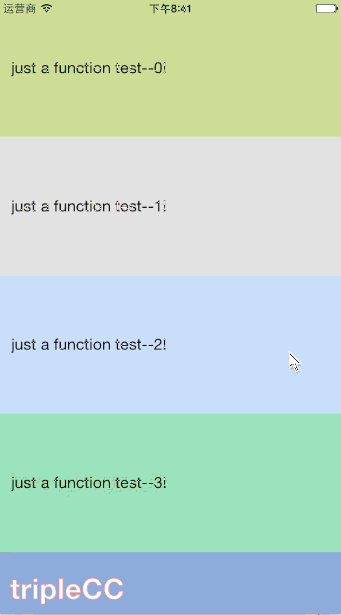 运营商 下午8:41
just a function test--0!
just a function test--1!
just a function test--2!
just a function test--3!
tripleCC